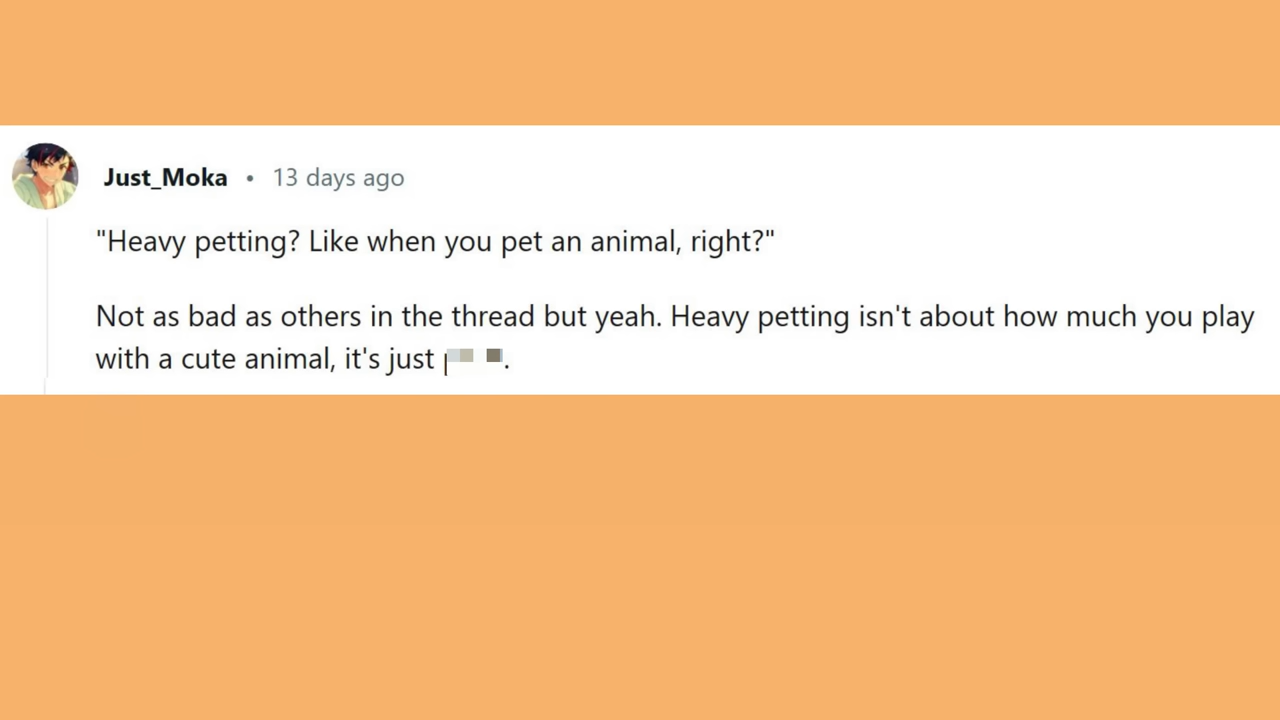 Just_Moka • 13 days ago
"Heavy petting? Like when you pet an animal, right?"
Not as bad as others in the thread but yeah. Heavy petting isn't about how much you play
with a cute animal, it's just .